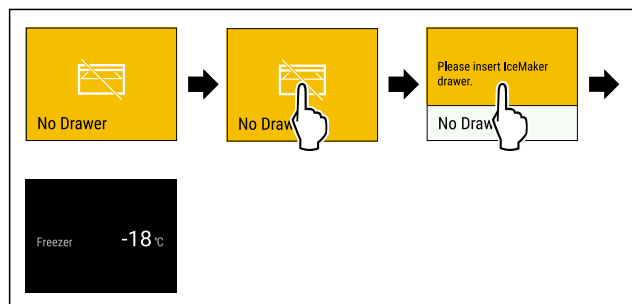 No Drawer
No Draw
Please insert IceMaker
drawer.
No Draw
Freezer -18 °C